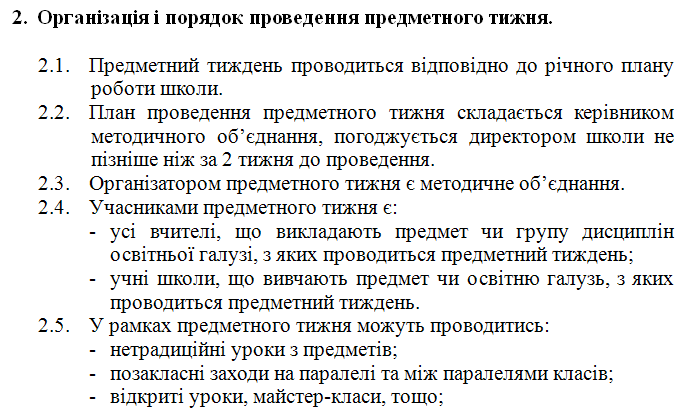 2. Організація і порядок проведення предметного тижня.
2.1. Предметний тиждень проводиться відповідно до річного плану
роботи школи.
2.2. План проведення предметного тижня складається керівником
методичного об’єднання, погоджується директором школи не
пізніше ніж за 2 тижня до проведення.
2.3. Організатором предметного тижня є методичне об’єднання.
2.4. Учасниками предметного тижня є:
- усі вчителі, що викладають предмет чи групу дисциплін
освітньої галузі, з яких проводиться предметний тиждень;
- учні школи, що вивчають предмет чи освітню галузь, з яких
проводиться предметний тиждень.
2.5. У рамках предметного тижня можуть проводитись:
- нетрадиційні уроки з предметів;
- позакласні заходи на паралелі та між паралелями класів;
- відкриті уроки, майстер-класи, тощо;